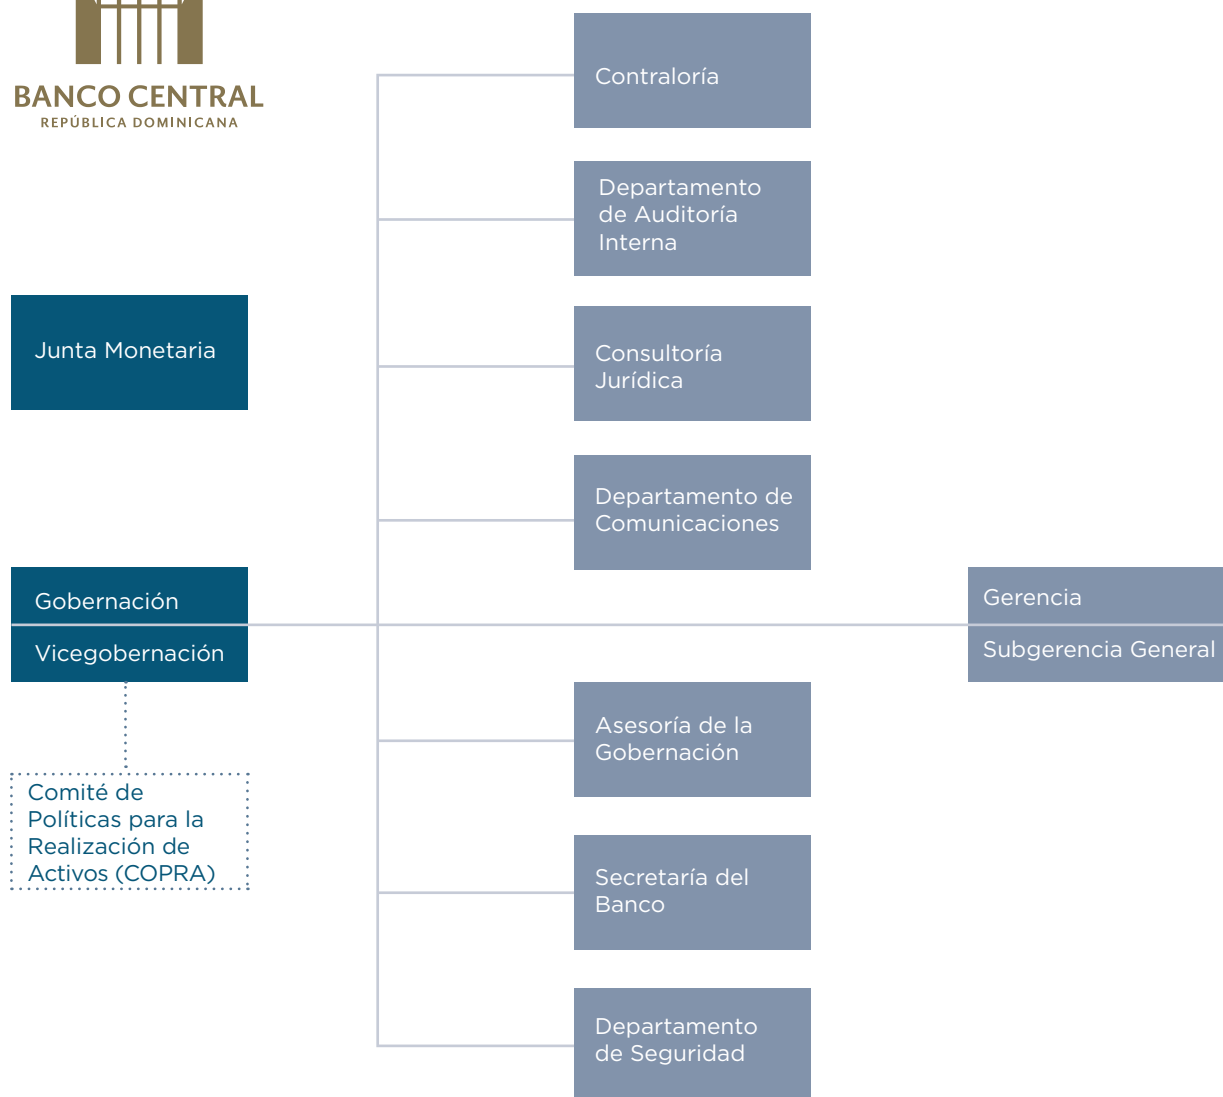 BANCO CENTRAL
REPÚBLICA DOMINICANA
Contraloría
Departamento
de Auditoría
Interna
Junta Monetaria
Consultoría
Jurídica
Departamento de
Comunicaciones
Gobernación
Vicegobernación
Gerencia
Subgerencia General
Comité de
Políticas para la
Realización de
Activos (COPRA)
Asesoría de la
Gobernación
Secretaría del
Banco
Departamento
de Seguridad